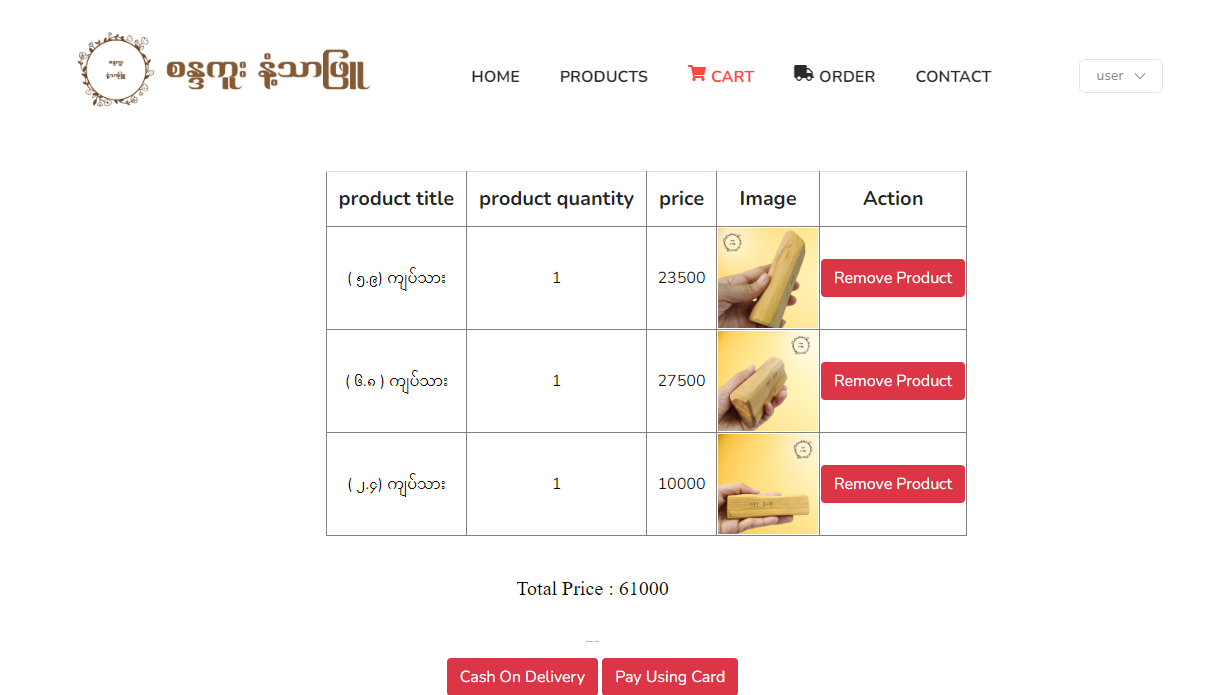 စန္ဒကူး နံ့သာဖြူ
HOME PRODUCTS CART ORDER CONTACT user
product title product quantity price Image Action
( ၅.၉) ကျပ်သား 1 23500 Remove Product
( ၆.၈ ) ကျပ်သား 1 27500 Remove Product
( ၂.၄) ကျပ်သား 1 10000 Remove Product
Total Price : 61000
Cash On Delivery Pay Using Card